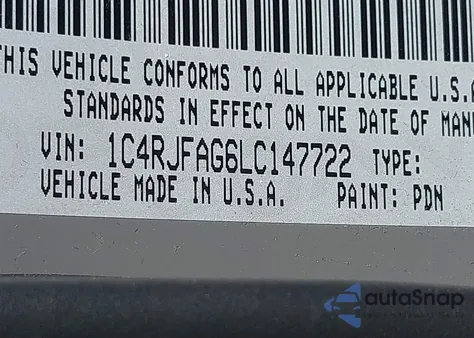 THIS VEHICLE CONFORMS TO ALL APPLICABLE U.S.A
STANDARDS IN EFFECT ON THE DATE OF MAN
VIN: 1C4RJFAG6LC147722 TYPE:
VEHICLE MADE IN U.S.A. PAINT: PDN
autoSnap